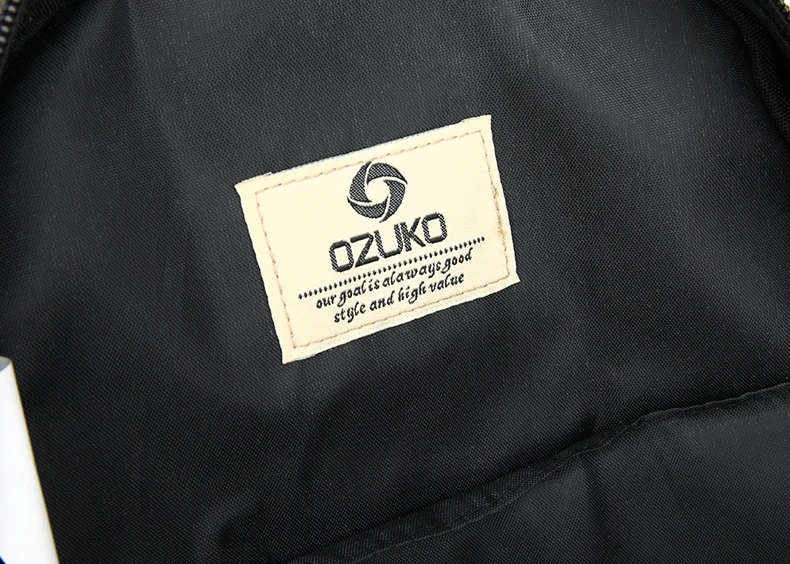 OZUKO
our goal is alaways good
style and high value